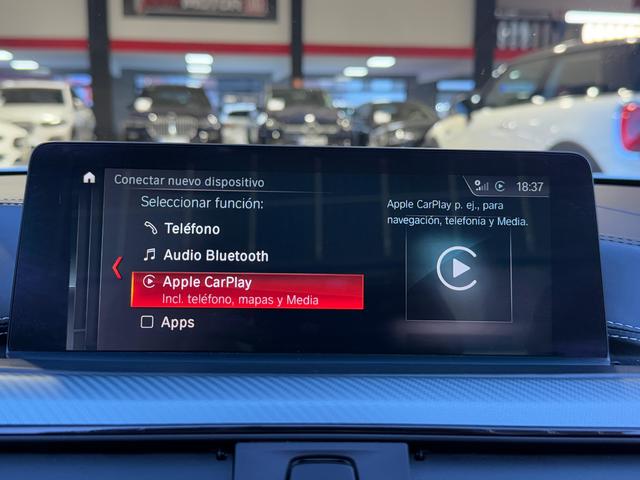 MOTOR
Conectar nuevo dispositivo
18:37
Seleccionar función:
Teléfono
Audio Bluetooth
Apple CarPlay
Incl. teléfono, mapas y Media
Apps
Apple CarPlay p. ej., para
navegación, telefonía y Media.